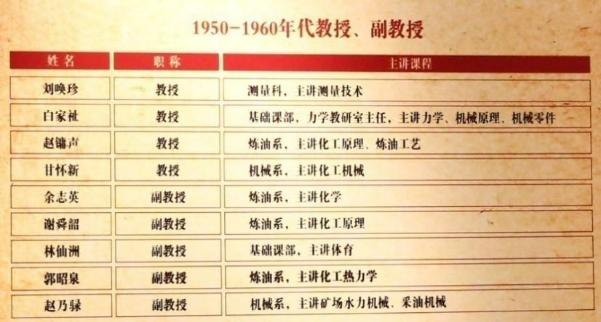 1950-1960年代教授、副教授
姓名 职称 主讲课程
刘唤珍 教授 测量科，主讲测量技术
白家祉 教授 基础课部，力学教研室主任，主讲力学、机械原理、机械零件
赵镛声 教授 炼油系，主讲化工原理、炼油工艺
甘怀新 教授 机械系，主讲化工机械
余志英 副教授 炼油系，主讲化学
谢舜韶 副教授 炼油系，主讲化工原理
林仙洲 副教授 基础课部，主讲体育
郭昭泉 副教授 炼油系，主讲化工热力学
赵乃騄 副教授 机械系，主讲矿场水力机械、采油机械